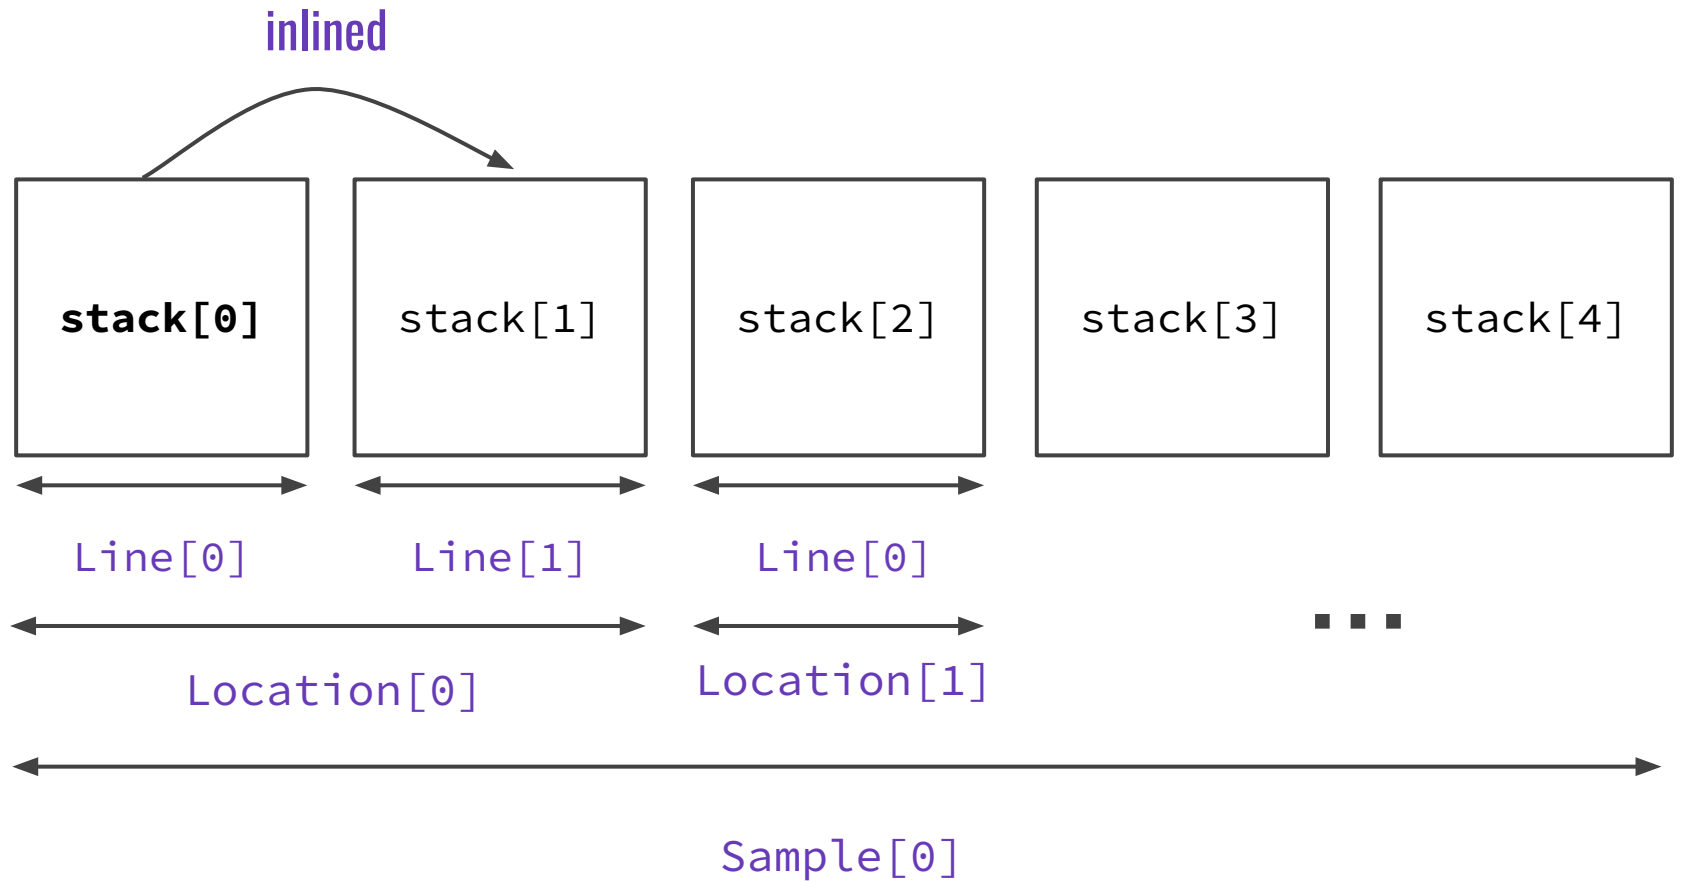 inlined
stack[0] stack[1] stack[2] stack[3] stack[4]
Line[0] Line[1] Line[0]
...
Location[0] Location[1]
Sample[0]